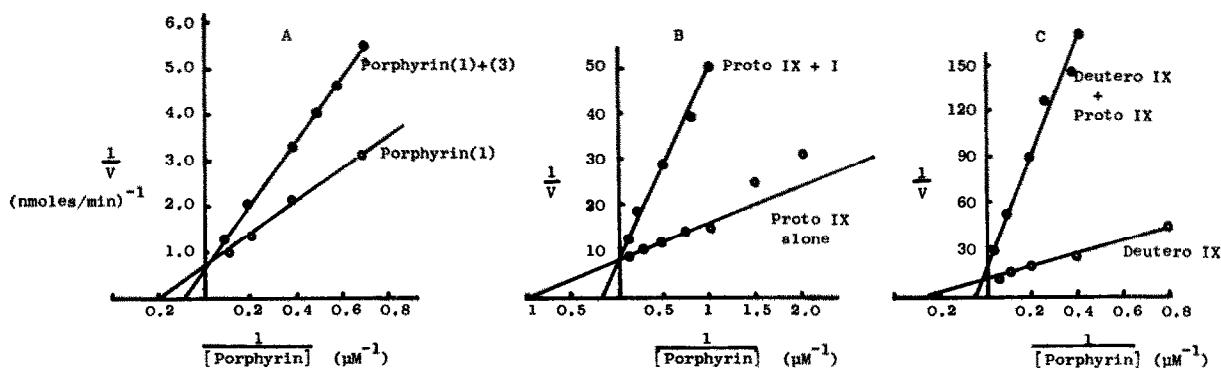 A
6.0
5.0
4.0
3.0
2.0
1.0
1
V
(nmoles/min)⁻¹
Porphyrin(1)+(3)
Porphyrin(1)
0.2
0.2
0.4
0.6
0.8
1
[Porphyrin] (μM⁻¹)
B
50
40
30
20
10
1
V
Proto IX + I
Proto IX
alone
1
0.5
0.5
1.0
1.5
2.0
1
[Porphyrin] (μM⁻¹)
C
150
120
90
60
30
1
V
Deutero IX
+
Proto IX
Deutero IX
0.2
0.2
0.4
0.6
0.8
1
[Porphyrin] (μM⁻¹)